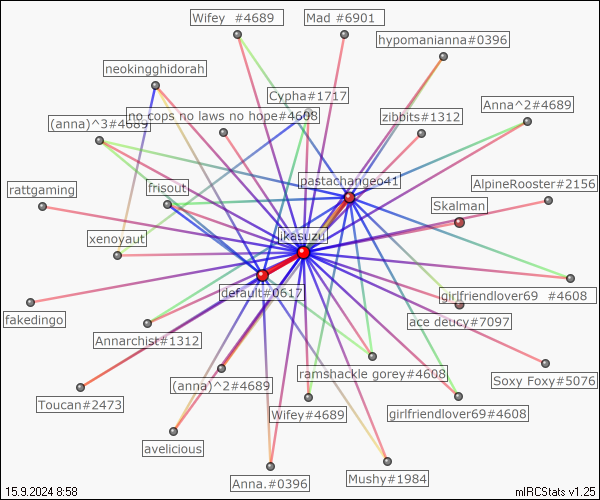 Wifey  #4689
Mad #6901
hypomanianna#0396
neokingghidorah
Cypha#1717
Anna^2#4689
no cops no laws no hope#4608
zibbits#1312
(anna)^3#4689
pastachangeo41
frisout
AlpineRooster#2156
rattgaming
Skalman
ikasuzu
xenoyaut
default#0617
girlfriendlover69  #4608
fakedingo
ace deucy#7097
Annarchist#1312
ramshackle gorey#4608
Soxy Foxy#5076
(anna)^2#4689
Toucan#2473
Wifey#4689
girlfriendlover69#4608
avelicious
Anna.#0396
Mushy#1984
15.9.2024 8:58
mIRCStats v1.25